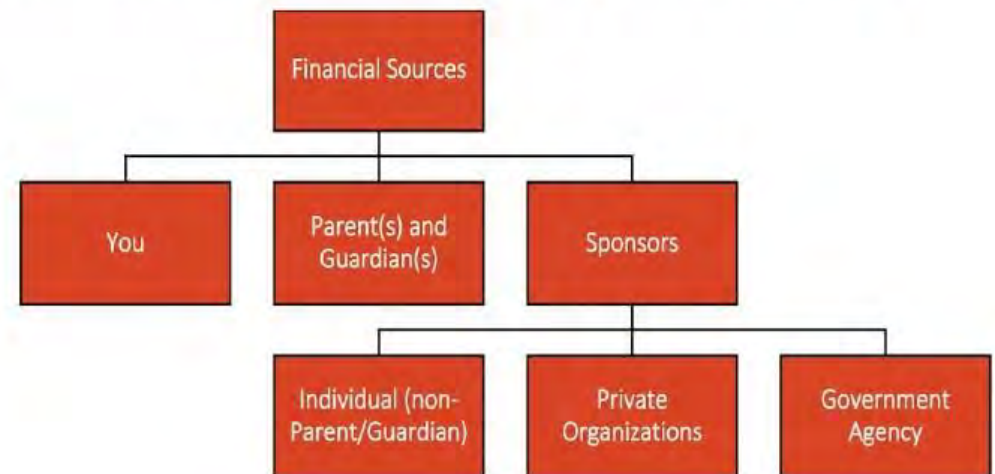 Financial Sources
You
Parent(s) and
Guardian(s)
Sponsors
Individual (non-
Parent/Guardian)
Private
Organizations
Government
Agency